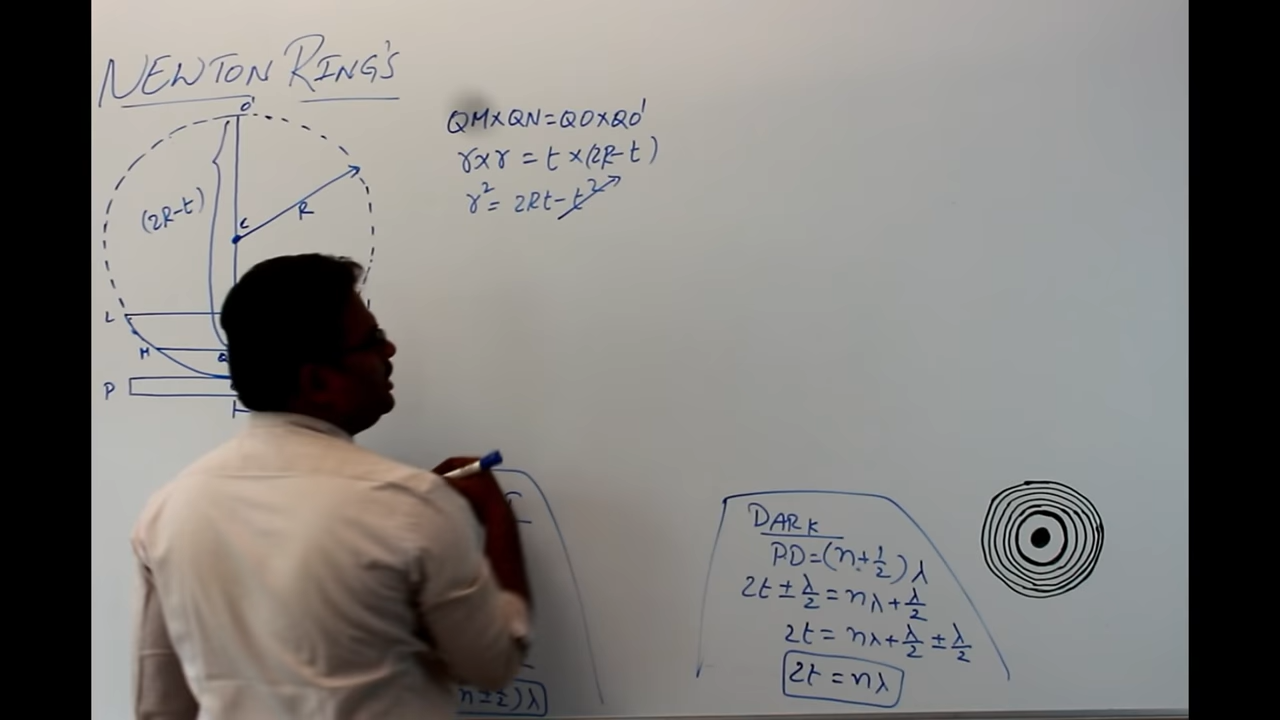 NEWTON RING'S
O'
(2R-t)
C
R
L
M
Q
P
QM×QN=QO×QO'
r×r = t×(2R-t)
r²= 2Rt-t²
n±½)λ
DARK
PD=(n+½)λ
2t±λ/2=nλ+λ/2
2t=nλ+λ/2±λ/2
2t=nλ